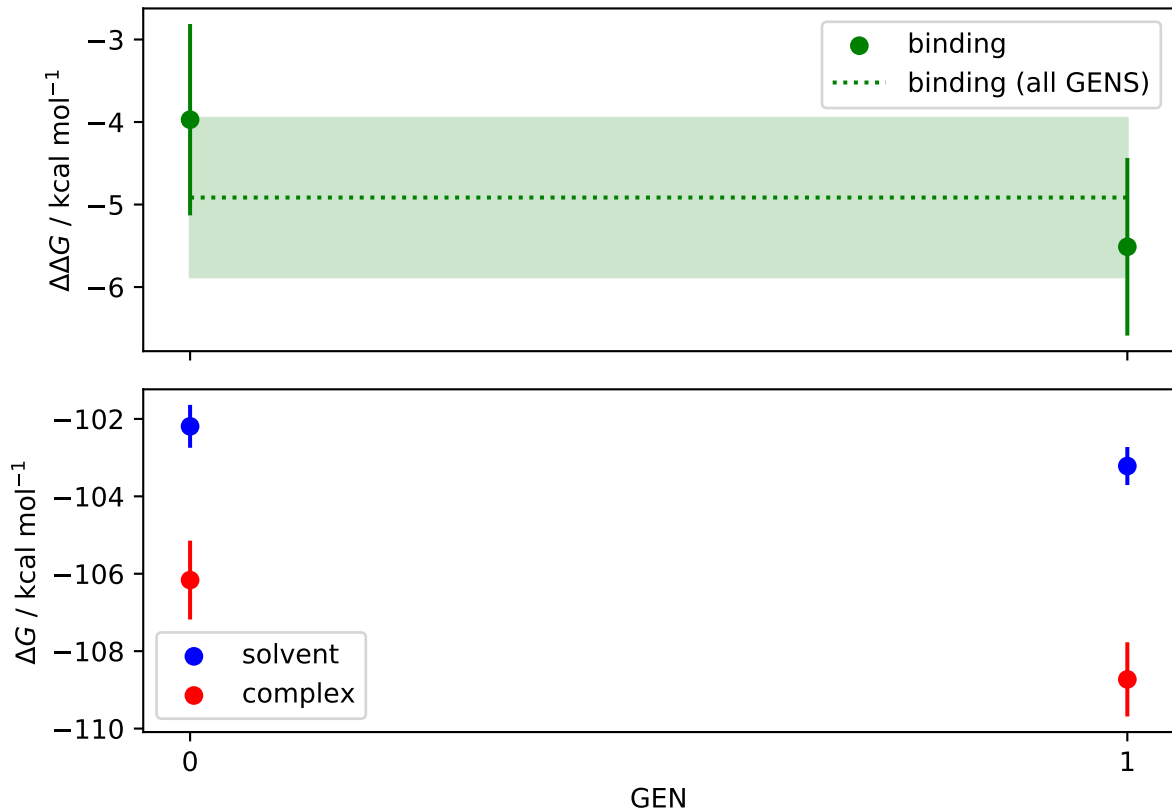 −3
−4
−5
−6
ΔΔG / kcal mol⁻¹
binding
binding (all GENS)
−102
−104
−106
−108
−110
ΔG / kcal mol⁻¹
solvent
complex
0
1
GEN